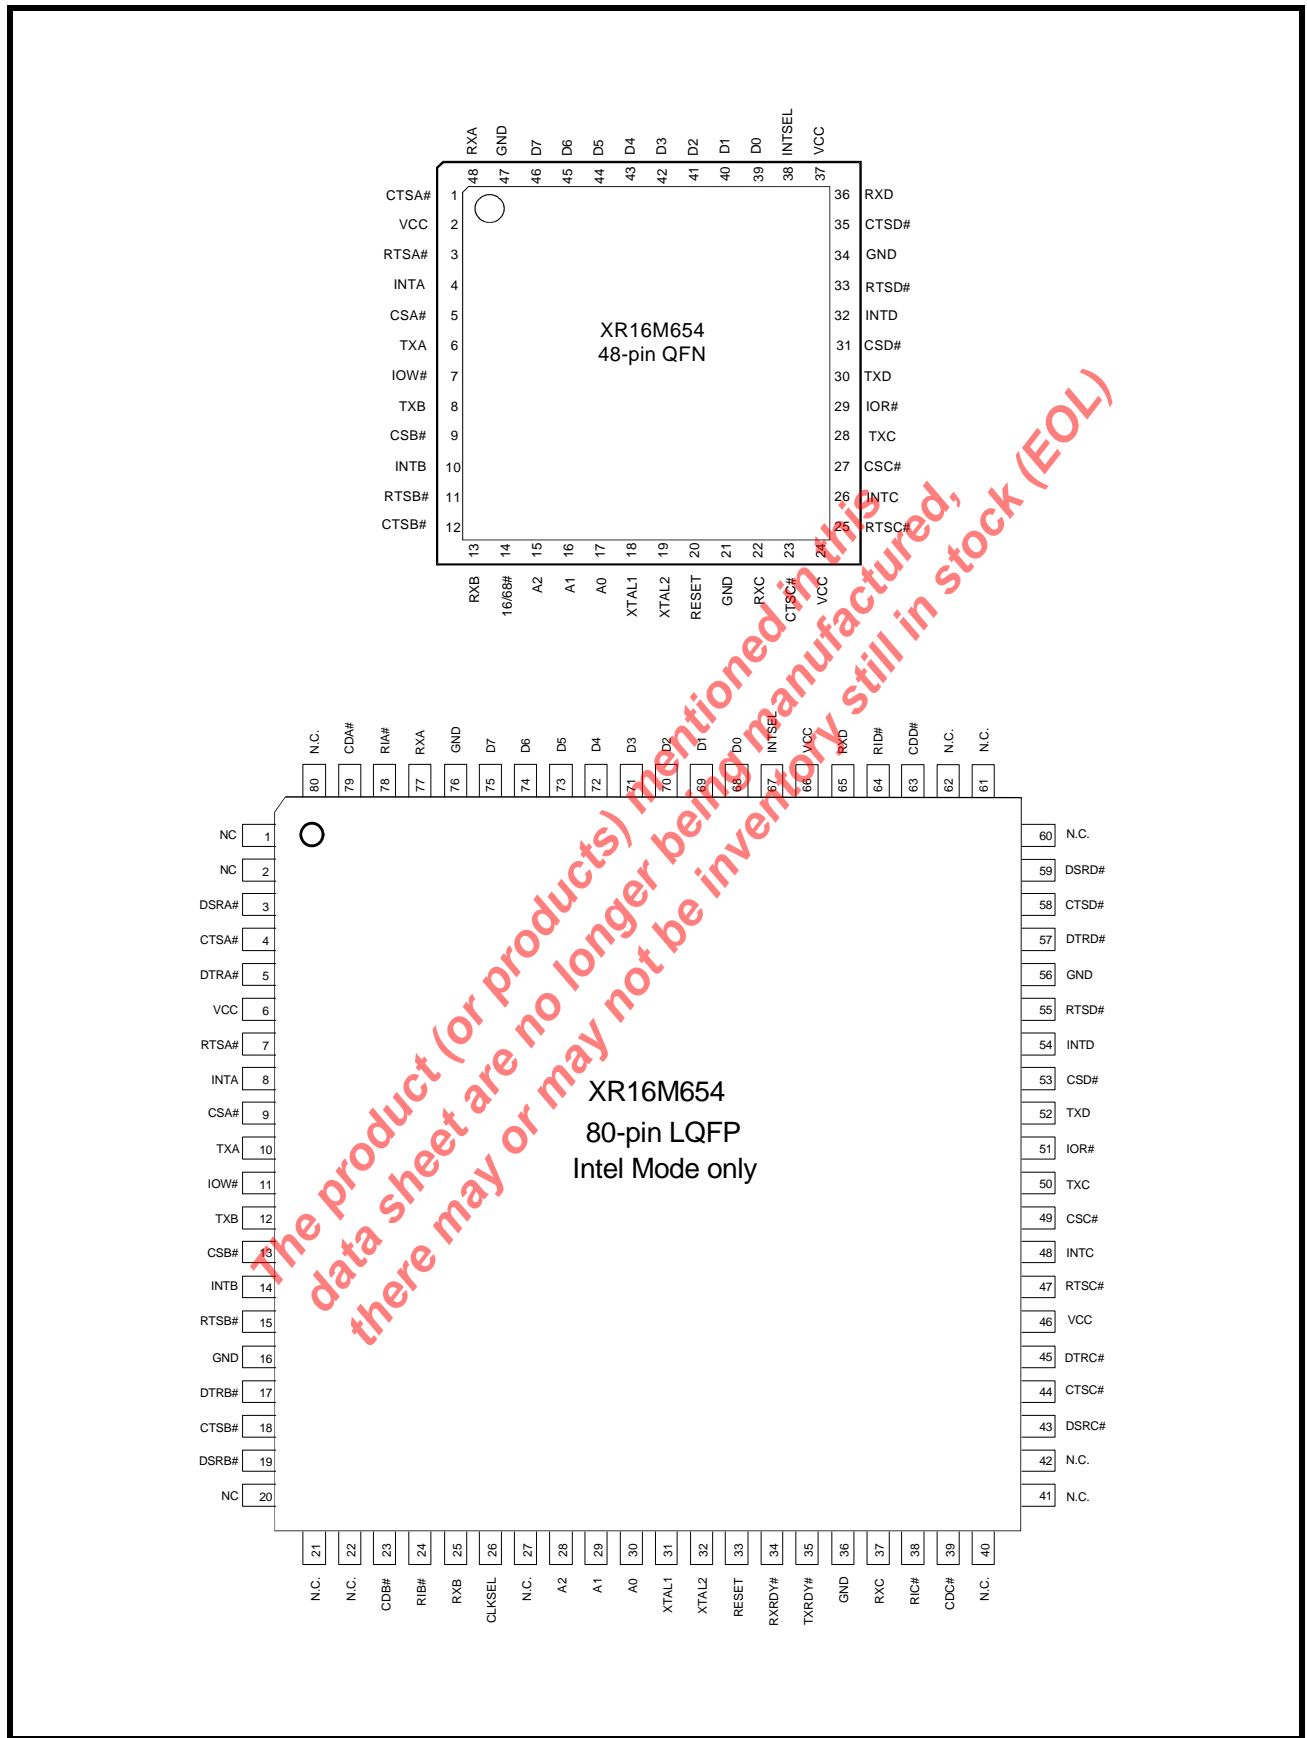 RXA GND D7 D6 D5 D4 D3 D2 D1 D0 INTSEL VCC
48 47 46 45 44 43 42 41 40 39 38 37
CTSA# 1 36 RXD
VCC 2 35 CTSD#
RTSA# 3 34 GND
INTA 4 33 RTSD#
CSA# 5 32 INTD
TXA 6 31 CSD#
IOW# 7 30 TXD
TXB 8 29 IOR#
CSB# 9 28 TXC
INTB 10 27 CSC#
RTSB# 11 26 INTC
CTSB# 12 25 RTSC#
XR16M654
48-pin QFN
13 14 15 16 17 18 19 20 21 22 23 24
RXB 16/68# A2 A1 A0 XTAL1 XTAL2 RESET GND RXC CTSC# VCC
N.C. CDA# RIA# RXA GND D7 D6 D5 D4 D3 D2 D1 D0 INTSEL VCC RXD RID# CDD# N.C. N.C.
80 79 78 77 76 75 74 73 72 71 70 69 68 67 66 65 64 63 62 61
NC 1 60 N.C.
NC 2 59 DSRD#
DSRA# 3 58 CTSD#
CTSA# 4 57 DTRD#
DTRA# 5 56 GND
VCC 6 55 RTSD#
RTSA# 7 54 INTD
INTA 8 53 CSD#
CSA# 9 52 TXD
TXA 10 51 IOR#
IOW# 11 50 TXC
TXB 12 49 CSC#
CSB# 13 48 INTC
INTB 14 47 RTSC#
RTSB# 15 46 VCC
GND 16 45 DTRC#
DTRB# 17 44 CTSC#
CTSB# 18 43 DSRC#
DSRB# 19 42 N.C.
NC 20 41 N.C.
XR16M654
80-pin LQFP
Intel Mode only
21 22 23 24 25 26 27 28 29 30 31 32 33 34 35 36 37 38 39 40
N.C. N.C. CDB# RIB# RXB CLKSEL N.C. A2 A1 A0 XTAL1 XTAL2 RESET RXRDY# TXRDY# GND RXC RIC# CDC# N.C.
The product (or products) mentioned in this
data sheet are no longer being manufactured,
there may or may not be inventory still in stock (EOL)